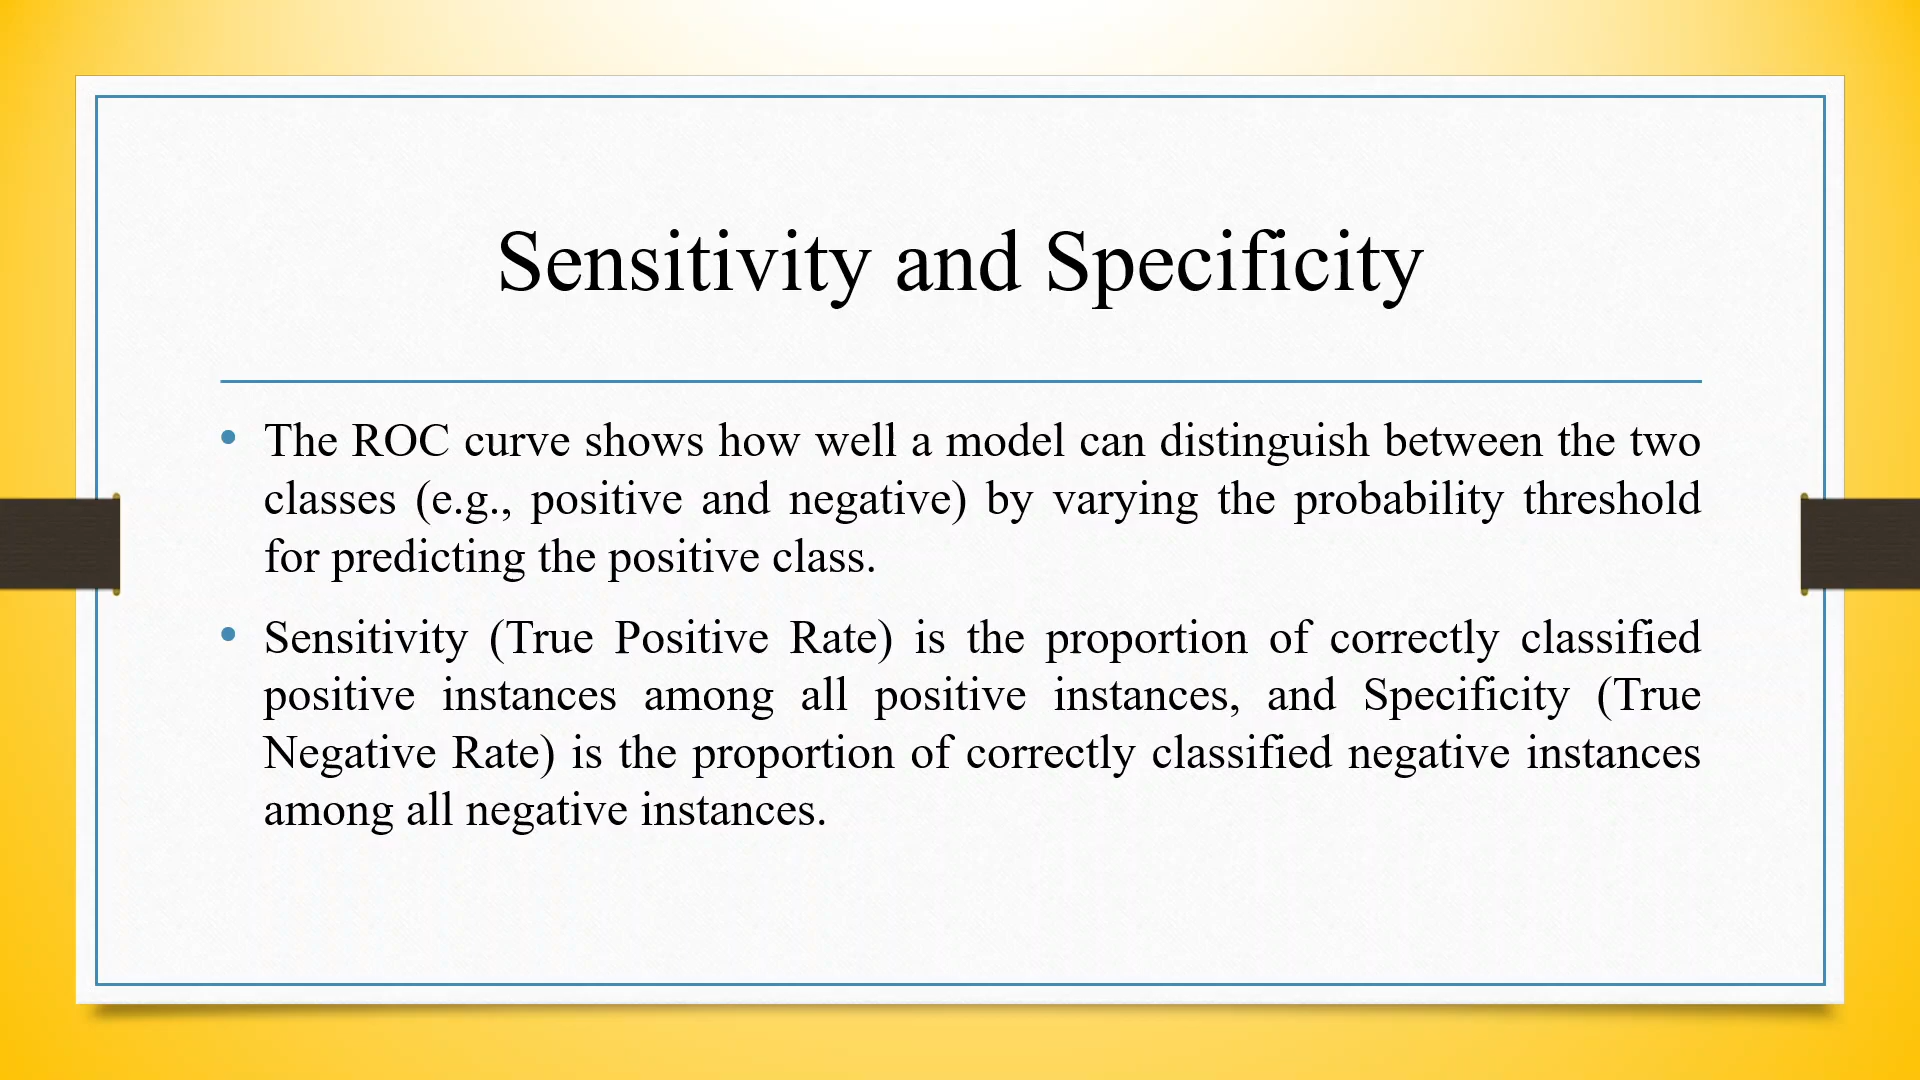 Sensitivity and Specificity
• The ROC curve shows how well a model can distinguish between the two
classes (e.g., positive and negative) by varying the probability threshold
for predicting the positive class.
• Sensitivity (True Positive Rate) is the proportion of correctly classified
positive instances among all positive instances, and Specificity (True
Negative Rate) is the proportion of correctly classified negative instances
among all negative instances.